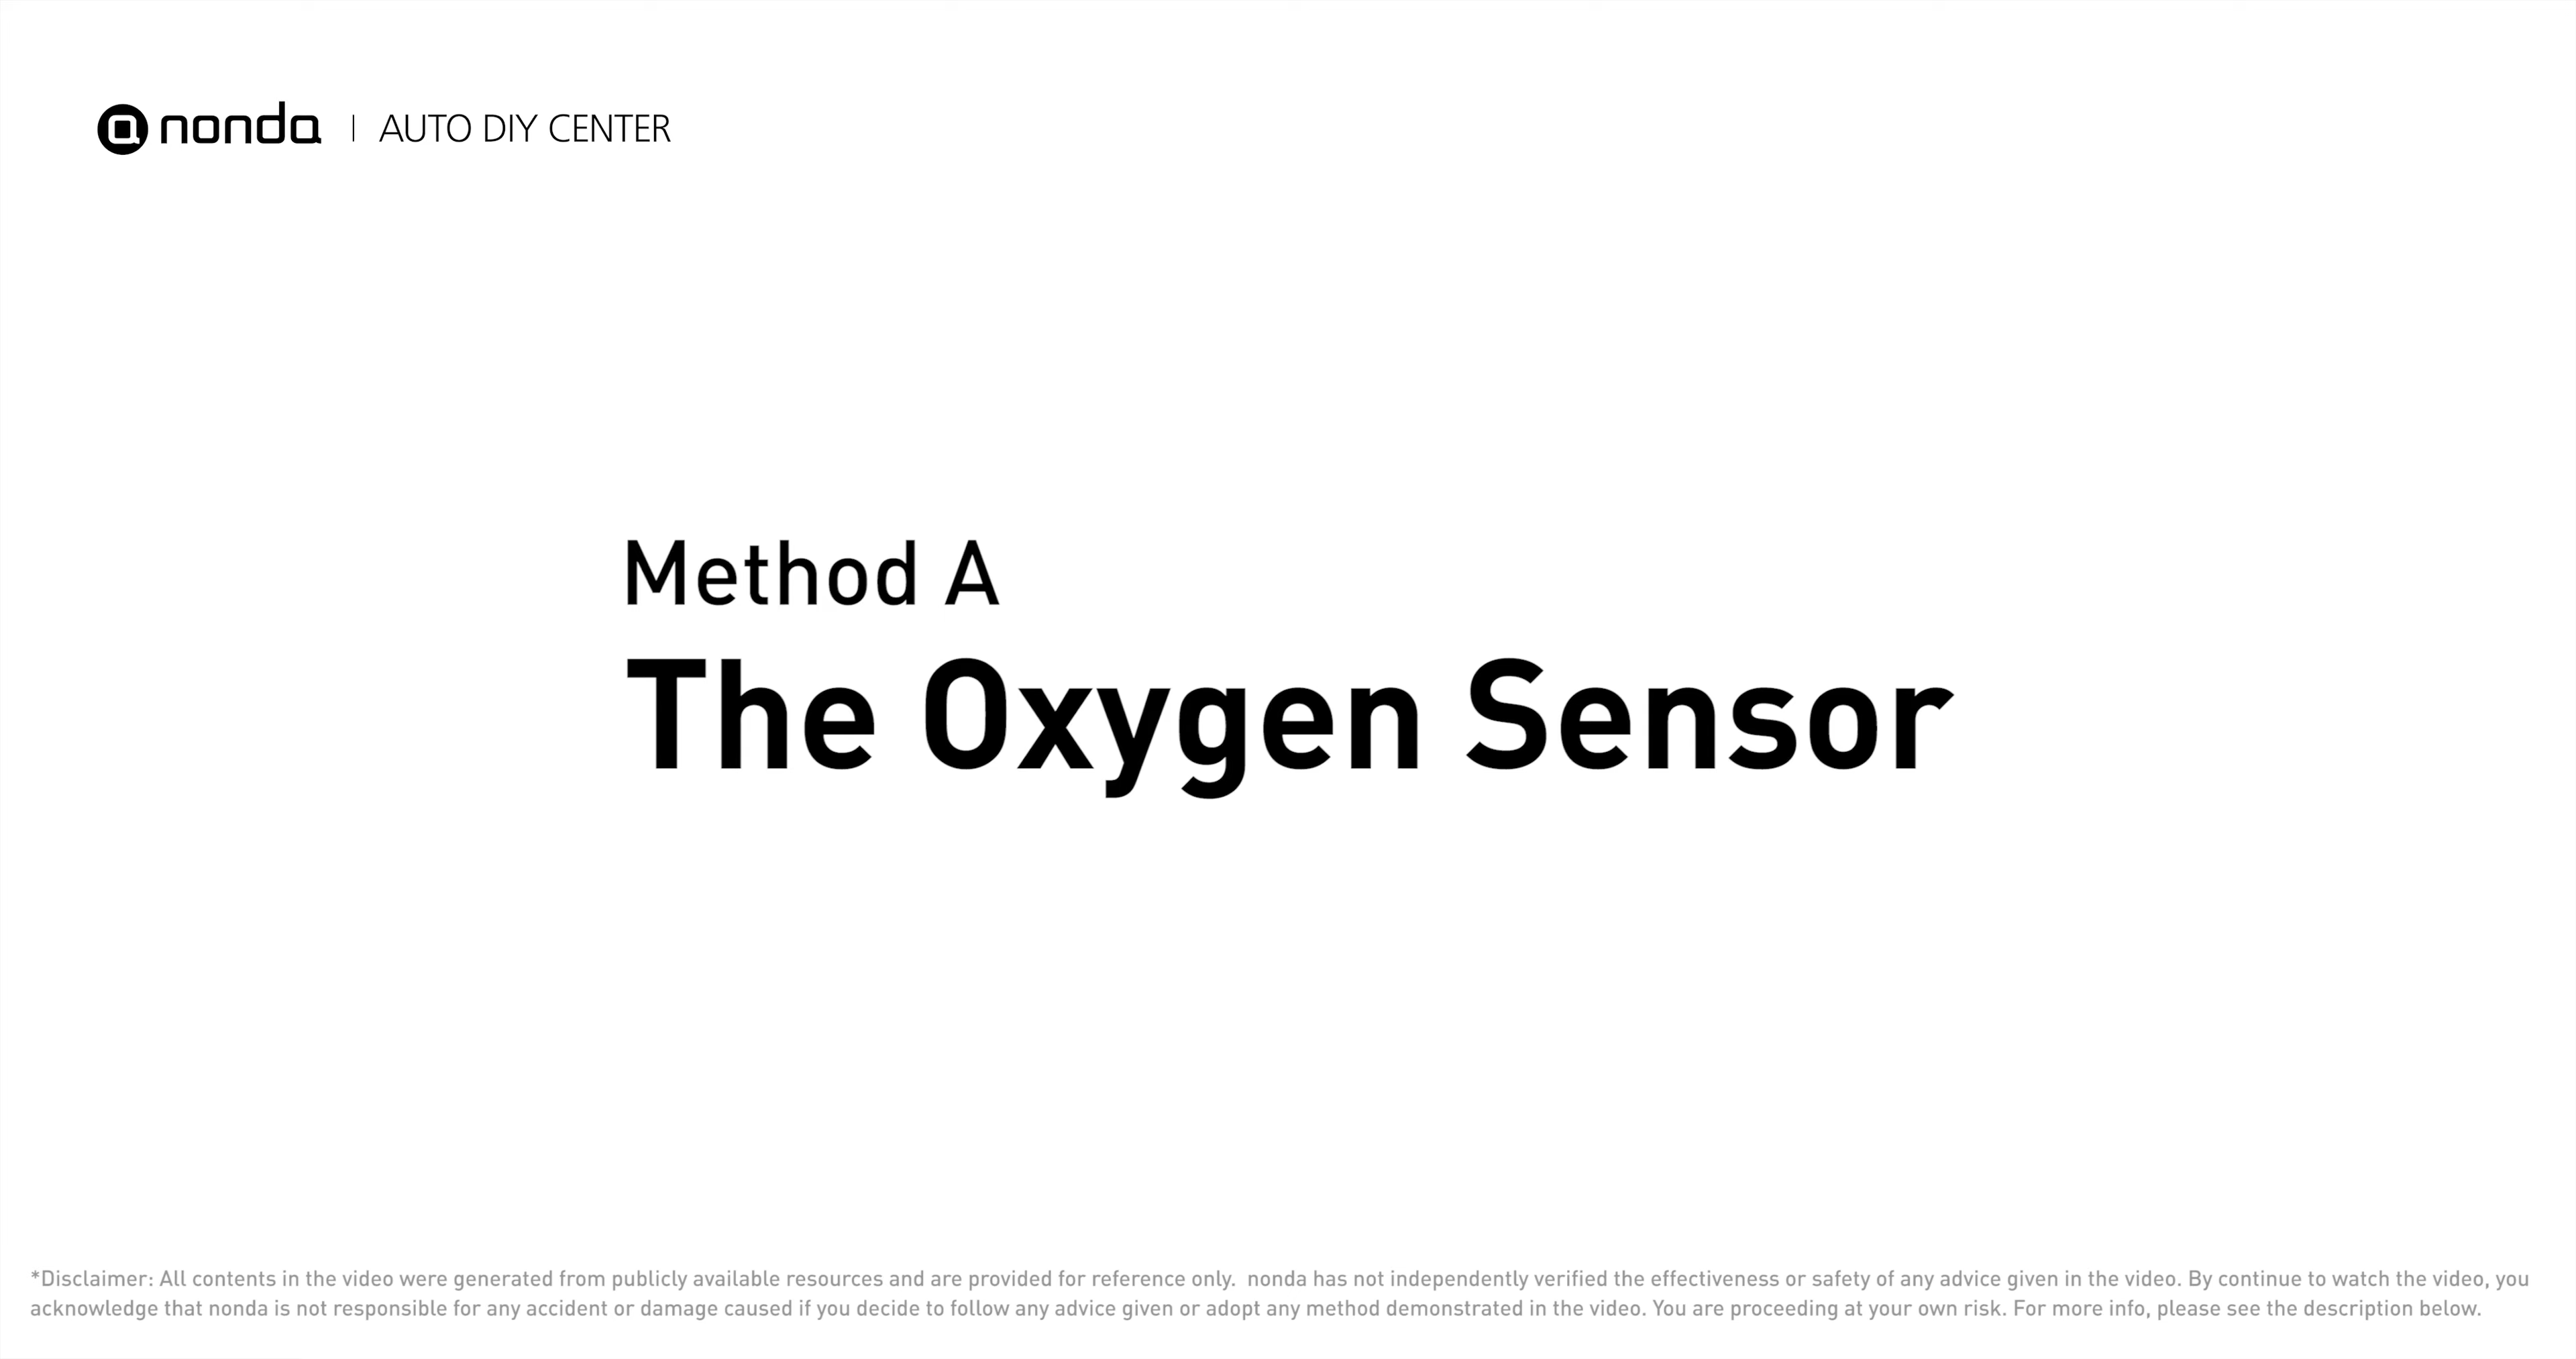 nonda | AUTO DIY CENTER
Method A
The Oxygen Sensor
*Disclaimer: All contents in the video were generated from publicly available resources and are provided for reference only.  nonda has not independently verified the effectiveness or safety of any advice given in the video. By continue to watch the video, you
acknowledge that nonda is not responsible for any accident or damage caused if you decide to follow any advice given or adopt any method demonstrated in the video. You are proceeding at your own risk. For more info, please see the description below.